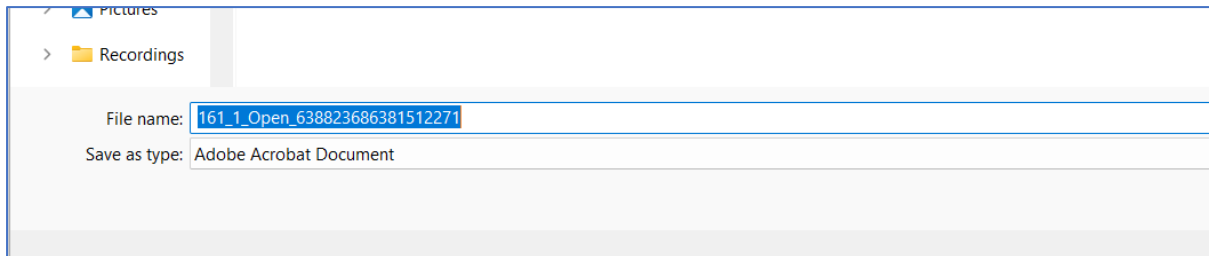 Pictures
Recordings
File name: 161_1_Open_638823686381512271
Save as type: Adobe Acrobat Document